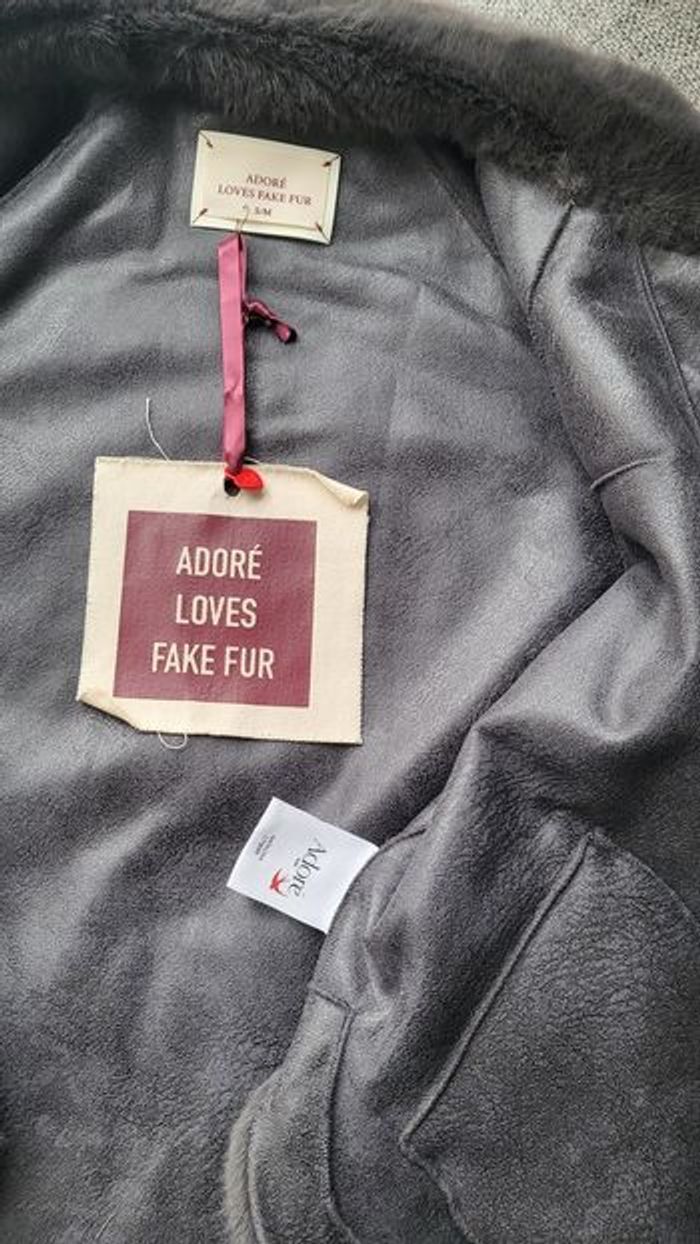 ADORÉ
LOVES FAKE FUR
S/M
ADORÉ
LOVES
FAKE FUR
Adoré